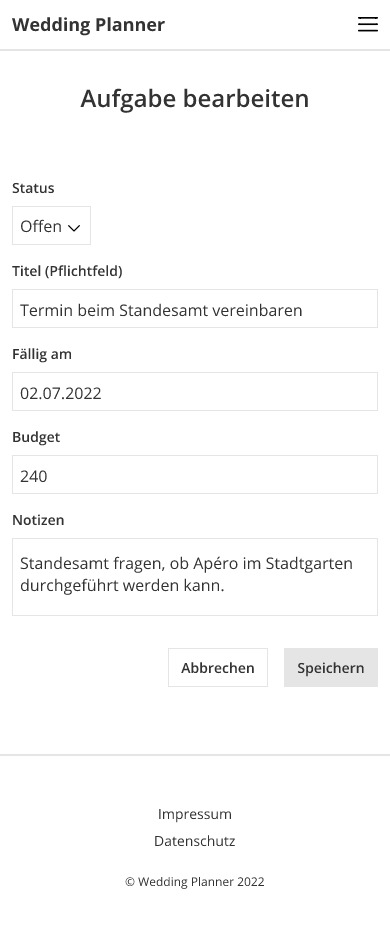 Wedding Planner
Aufgabe bearbeiten
Status
Offen
Titel (Pflichtfeld)
Termin beim Standesamt vereinbaren
Fällig am
02.07.2022
Budget
240
Notizen
Standesamt fragen, ob Apéro im Stadtgarten
durchgeführt werden kann.
Abbrechen Speichern
Impressum
Datenschutz
© Wedding Planner 2022